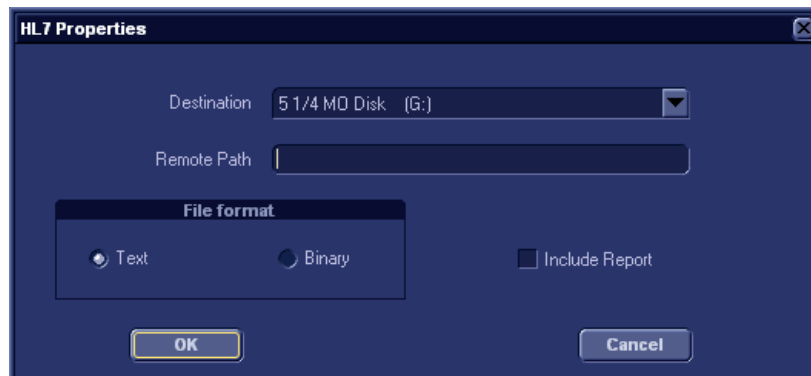 HL7 Properties
Destination 5 1/4 MO Disk (G:)
Remote Path
File format
Text Binary Include Report
OK Cancel